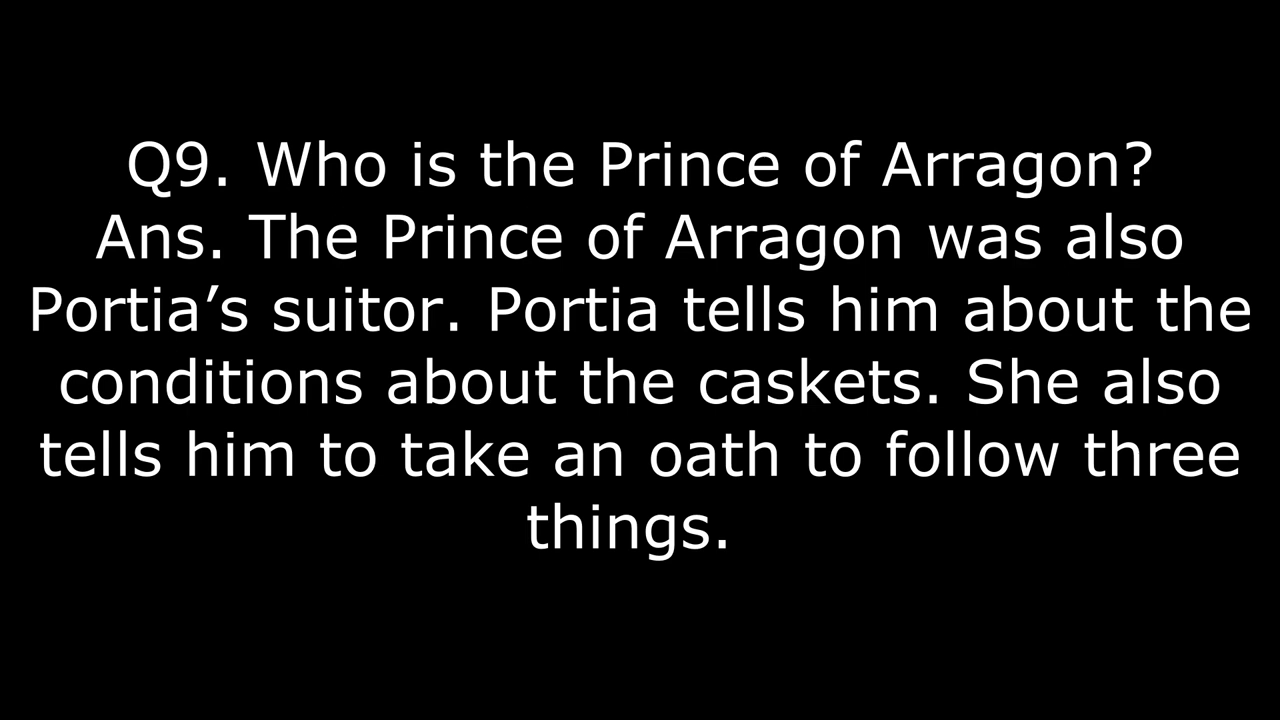 Q9. Who is the Prince of Arragon?
Ans. The Prince of Arragon was also
Portia’s suitor. Portia tells him about the
conditions about the caskets. She also
tells him to take an oath to follow three
things.